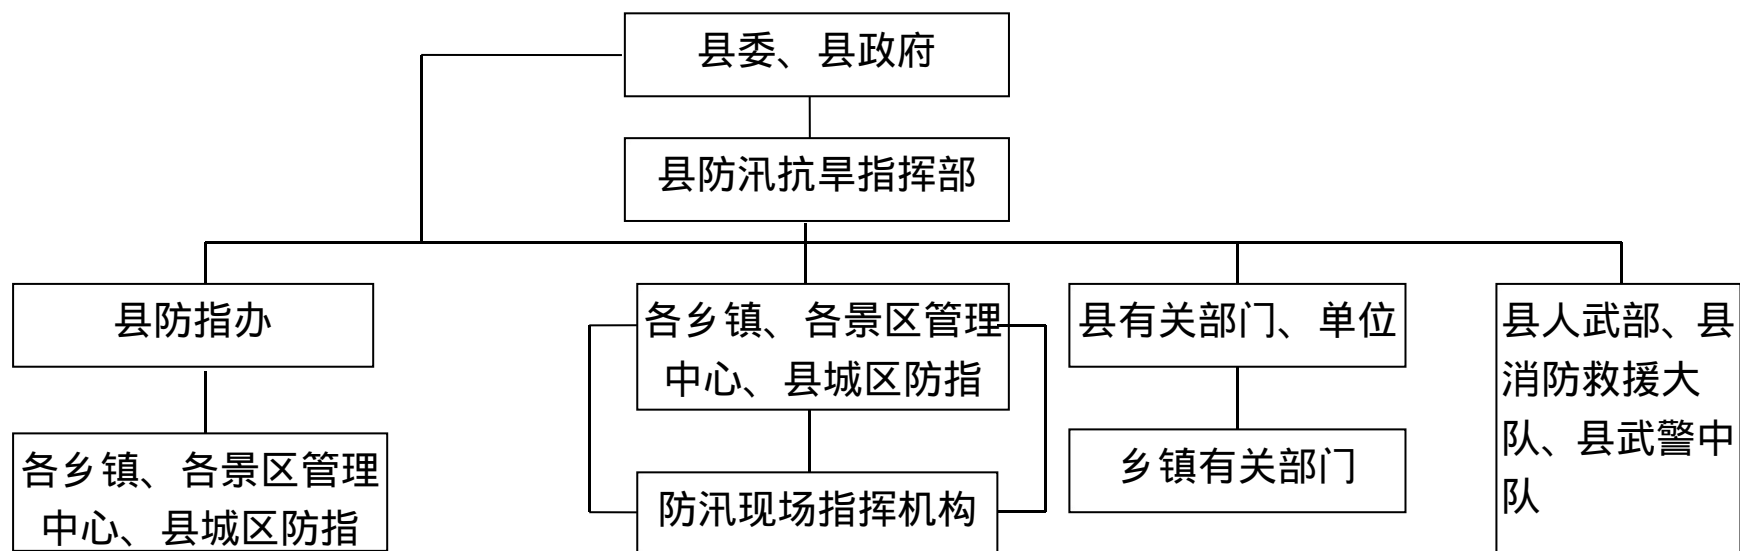 县委、县政府
县防汛抗旱指挥部
县防指办
各乡镇、各景区管理
中心、县城区防指
各乡镇、各景区管理
中心、县城区防指
防汛现场指挥机构
县有关部门、单位
乡镇有关部门
县人武部、县
消防救援大
队、县武警中
队